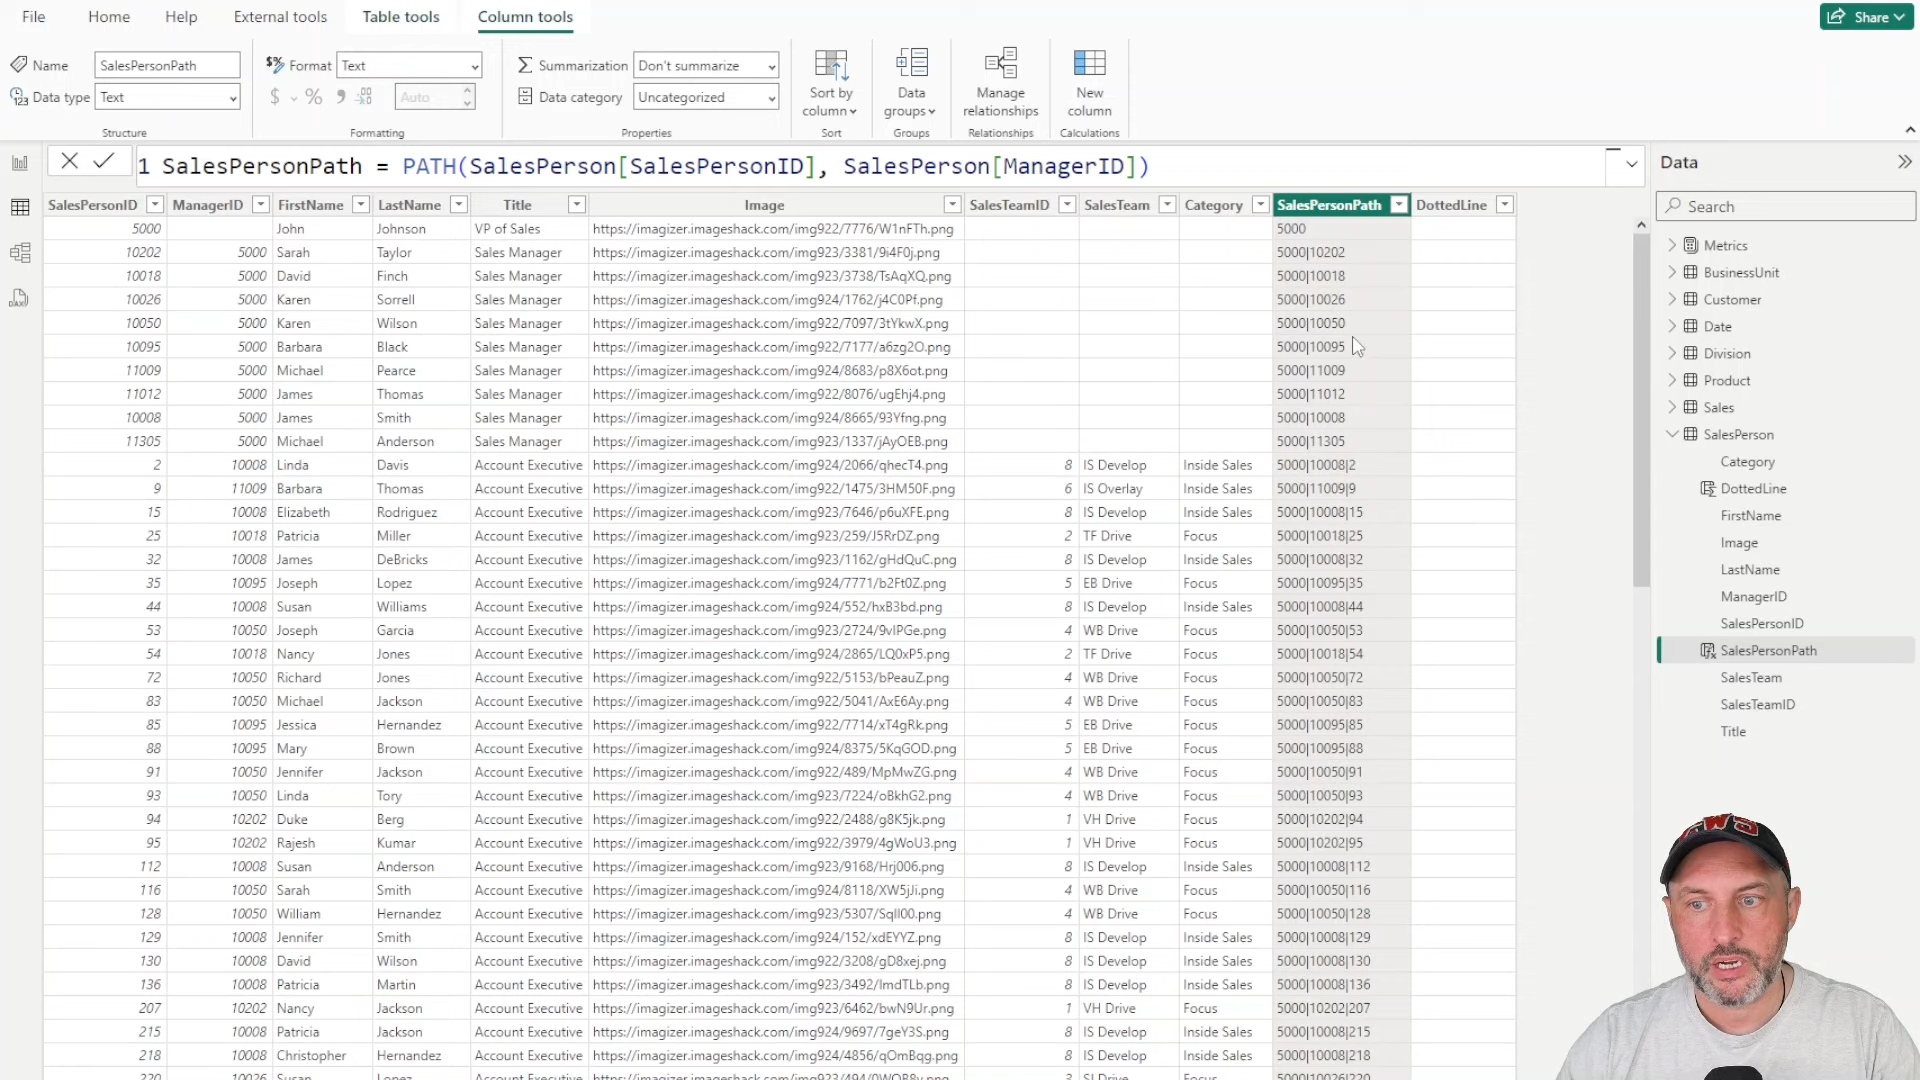 File Home Help External tools Table tools Column tools Share
Name SalesPersonPath $% Format Text Summarization Don't summarize
Data type Text $ % Auto Data category Uncategorized
Sort by column Data groups Manage relationships New column
Structure Formatting Properties Sort Groups Relationships Calculations
1 SalesPersonPath = PATH(SalesPerson[SalesPersonID], SalesPerson[ManagerID])
SalesPersonID ManagerID FirstName LastName Title Image SalesTeamID SalesTeam Category SalesPersonPath DottedLine
5000 John Johnson VP of Sales https://imagizer.imageshack.com/img922/7776/W1nFTh.png 5000
10202 5000 Sarah Taylor Sales Manager https://imagizer.imageshack.com/img923/3381/9i4F0j.png 5000|10202
10018 5000 David Finch Sales Manager https://imagizer.imageshack.com/img923/3738/TsAqXQ.png 5000|10018
10026 5000 Karen Sorrell Sales Manager https://imagizer.imageshack.com/img924/1762/j4C0Pf.png 5000|10026
10050 5000 Karen Wilson Sales Manager https://imagizer.imageshack.com/img922/7097/3tYkwX.png 5000|10050
10095 5000 Barbara Black Sales Manager https://imagizer.imageshack.com/img922/7177/a6zg2O.png 5000|10095
11009 5000 Michael Pearce Sales Manager https://imagizer.imageshack.com/img924/8683/p8X6ot.png 5000|11009
11012 5000 James Thomas Sales Manager https://imagizer.imageshack.com/img922/8076/ugEhj4.png 5000|11012
10008 5000 James Smith Sales Manager https://imagizer.imageshack.com/img924/8665/93Yfng.png 5000|10008
11305 5000 Michael Anderson Sales Manager https://imagizer.imageshack.com/img923/1337/jAyOEB.png 5000|11305
2 10008 Linda Davis Account Executive https://imagizer.imageshack.com/img924/2066/qhecT4.png 8 IS Develop Inside Sales 5000|10008|2
9 11009 Barbara Thomas Account Executive https://imagizer.imageshack.com/img922/1475/3HM50F.png 6 IS Overlay Inside Sales 5000|11009|9
15 10008 Elizabeth Rodriguez Account Executive https://imagizer.imageshack.com/img923/7646/p6uXFE.png 8 IS Develop Inside Sales 5000|10008|15
25 10018 Patricia Miller Account Executive https://imagizer.imageshack.com/img923/259/J5RrDZ.png 2 TF Drive Focus 5000|10018|25
32 10008 James DeBricks Account Executive https://imagizer.imageshack.com/img923/1162/gHdQuC.png 8 IS Develop Inside Sales 5000|10008|32
35 10095 Joseph Lopez Account Executive https://imagizer.imageshack.com/img924/7771/b2Ft0Z.png 5 EB Drive Focus 5000|10095|35
44 10008 Susan Williams Account Executive https://imagizer.imageshack.com/img924/552/hxB3bd.png 8 IS Develop Inside Sales 5000|10008|44
53 10050 Joseph Garcia Account Executive https://imagizer.imageshack.com/img923/2724/9vIPGe.png 4 WB Drive Focus 5000|10050|53
54 10018 Nancy Jones Account Executive https://imagizer.imageshack.com/img924/2865/LQ0xP5.png 2 TF Drive Focus 5000|10018|54
72 10050 Richard Jones Account Executive https://imagizer.imageshack.com/img923/5153/bPeauZ.png 4 WB Drive Focus 5000|10050|72
83 10050 Michael Jackson Account Executive https://imagizer.imageshack.com/img922/5041/AxE6Ay.png 4 WB Drive Focus 5000|10050|83
85 10095 Jessica Hernandez Account Executive https://imagizer.imageshack.com/img922/7714/xT4gRk.png 5 EB Drive Focus 5000|10095|85
88 10095 Mary Brown Account Executive https://imagizer.imageshack.com/img924/8375/5KqGOD.png 5 EB Drive Focus 5000|10095|88
91 10050 Jennifer Jackson Account Executive https://imagizer.imageshack.com/img922/489/MpMwZG.png 4 WB Drive Focus 5000|10050|91
93 10050 Linda Tory Account Executive https://imagizer.imageshack.com/img923/7224/oBkhG2.png 4 WB Drive Focus 5000|10050|93
94 10202 Duke Berg Account Executive https://imagizer.imageshack.com/img922/2488/g8K5jk.png 1 VH Drive Focus 5000|10202|94
95 10202 Rajesh Kumar Account Executive https://imagizer.imageshack.com/img922/3979/4gWoU3.png 1 VH Drive Focus 5000|10202|95
112 10008 Susan Anderson Account Executive https://imagizer.imageshack.com/img923/9168/Hrj006.png 8 IS Develop Inside Sales 5000|10008|112
116 10050 Sarah Smith Account Executive https://imagizer.imageshack.com/img924/8118/XW5jJi.png 4 WB Drive Focus 5000|10050|116
128 10050 William Hernandez Account Executive https://imagizer.imageshack.com/img923/5307/SqII00.png 4 WB Drive Focus 5000|10050|128
129 10008 Jennifer Smith Account Executive https://imagizer.imageshack.com/img924/152/xdEYYZ.png 8 IS Develop Inside Sales 5000|10008|129
130 10008 David Wilson Account Executive https://imagizer.imageshack.com/img922/3208/gD8xej.png 8 IS Develop Inside Sales 5000|10008|130
136 10008 Patricia Martin Account Executive https://imagizer.imageshack.com/img923/3492/ImdTLb.png 8 IS Develop Inside Sales 5000|10008|136
207 10202 Nancy Jackson Account Executive https://imagizer.imageshack.com/img923/6462/bwN9Ur.png 1 VH Drive Focus 5000|10202|207
215 10008 Patricia Jackson Account Executive https://imagizer.imageshack.com/img924/9697/7geY3S.png 8 IS Develop Inside Sales 5000|10008|215
218 10008 Christopher Hernandez Account Executive https://imagizer.imageshack.com/img924/4856/qOmBqg.png 8 IS Develop Inside Sales 5000|10008|218
220 10026 Susan Lopez Account Executive Focus 5000|10026|220
Data
Search
Metrics
BusinessUnit
Customer
Date
Division
Product
Sales
SalesPerson
Category
DottedLine
FirstName
Image
LastName
ManagerID
SalesPersonID
SalesPersonPath
SalesTeam
SalesTeamID
Title